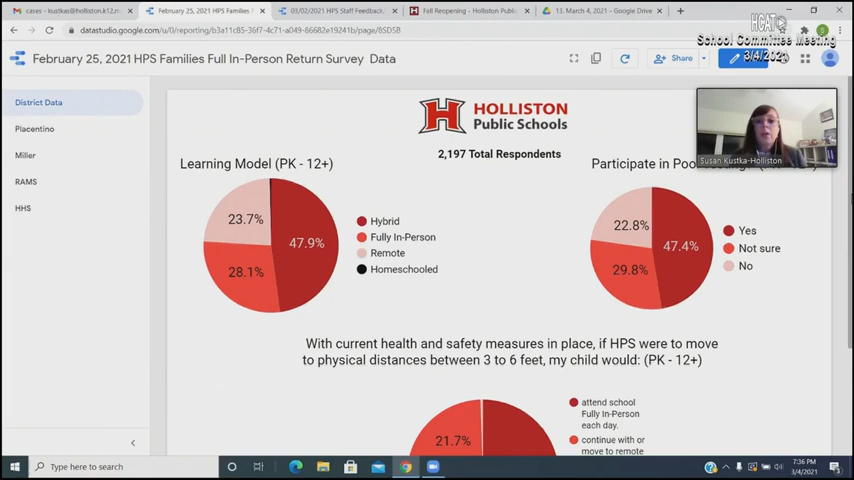 cases - kustkas@holliston.k12.m
February 25, 2021 HPS Families
03/02/2021 HPS Staff Feedback
Fall Reopening - Holliston Public
13. March 4, 2021 - Google Drive
HCAT
datastudio.google.com/u/0/reporting/b3a11c85-36f7-4c71-a049-66682e19241b/page/8SD5B
School Committee Meeting
3/4/2021
February 25, 2021 HPS Families Full In-Person Return Survey Data
Share
District Data
Placentino
Miller
RAMS
HHS
H
HOLLISTON
Public Schools
2,197 Total Respondents
Susan Kustka-Holliston
Learning Model (PK - 12+)
23.7%
47.9%
28.1%
Hybrid
Fully In-Person
Remote
Homeschooled
Participate in
22.8%
47.4%
29.8%
Yes
Not sure
No
With current health and safety measures in place, if HPS were to move
to physical distances between 3 to 6 feet, my child would: (PK - 12+)
21.7%
attend school
Fully In-Person
each day.
continue with or
move to remote
Type here to search
7:36 PM
3/4/2021